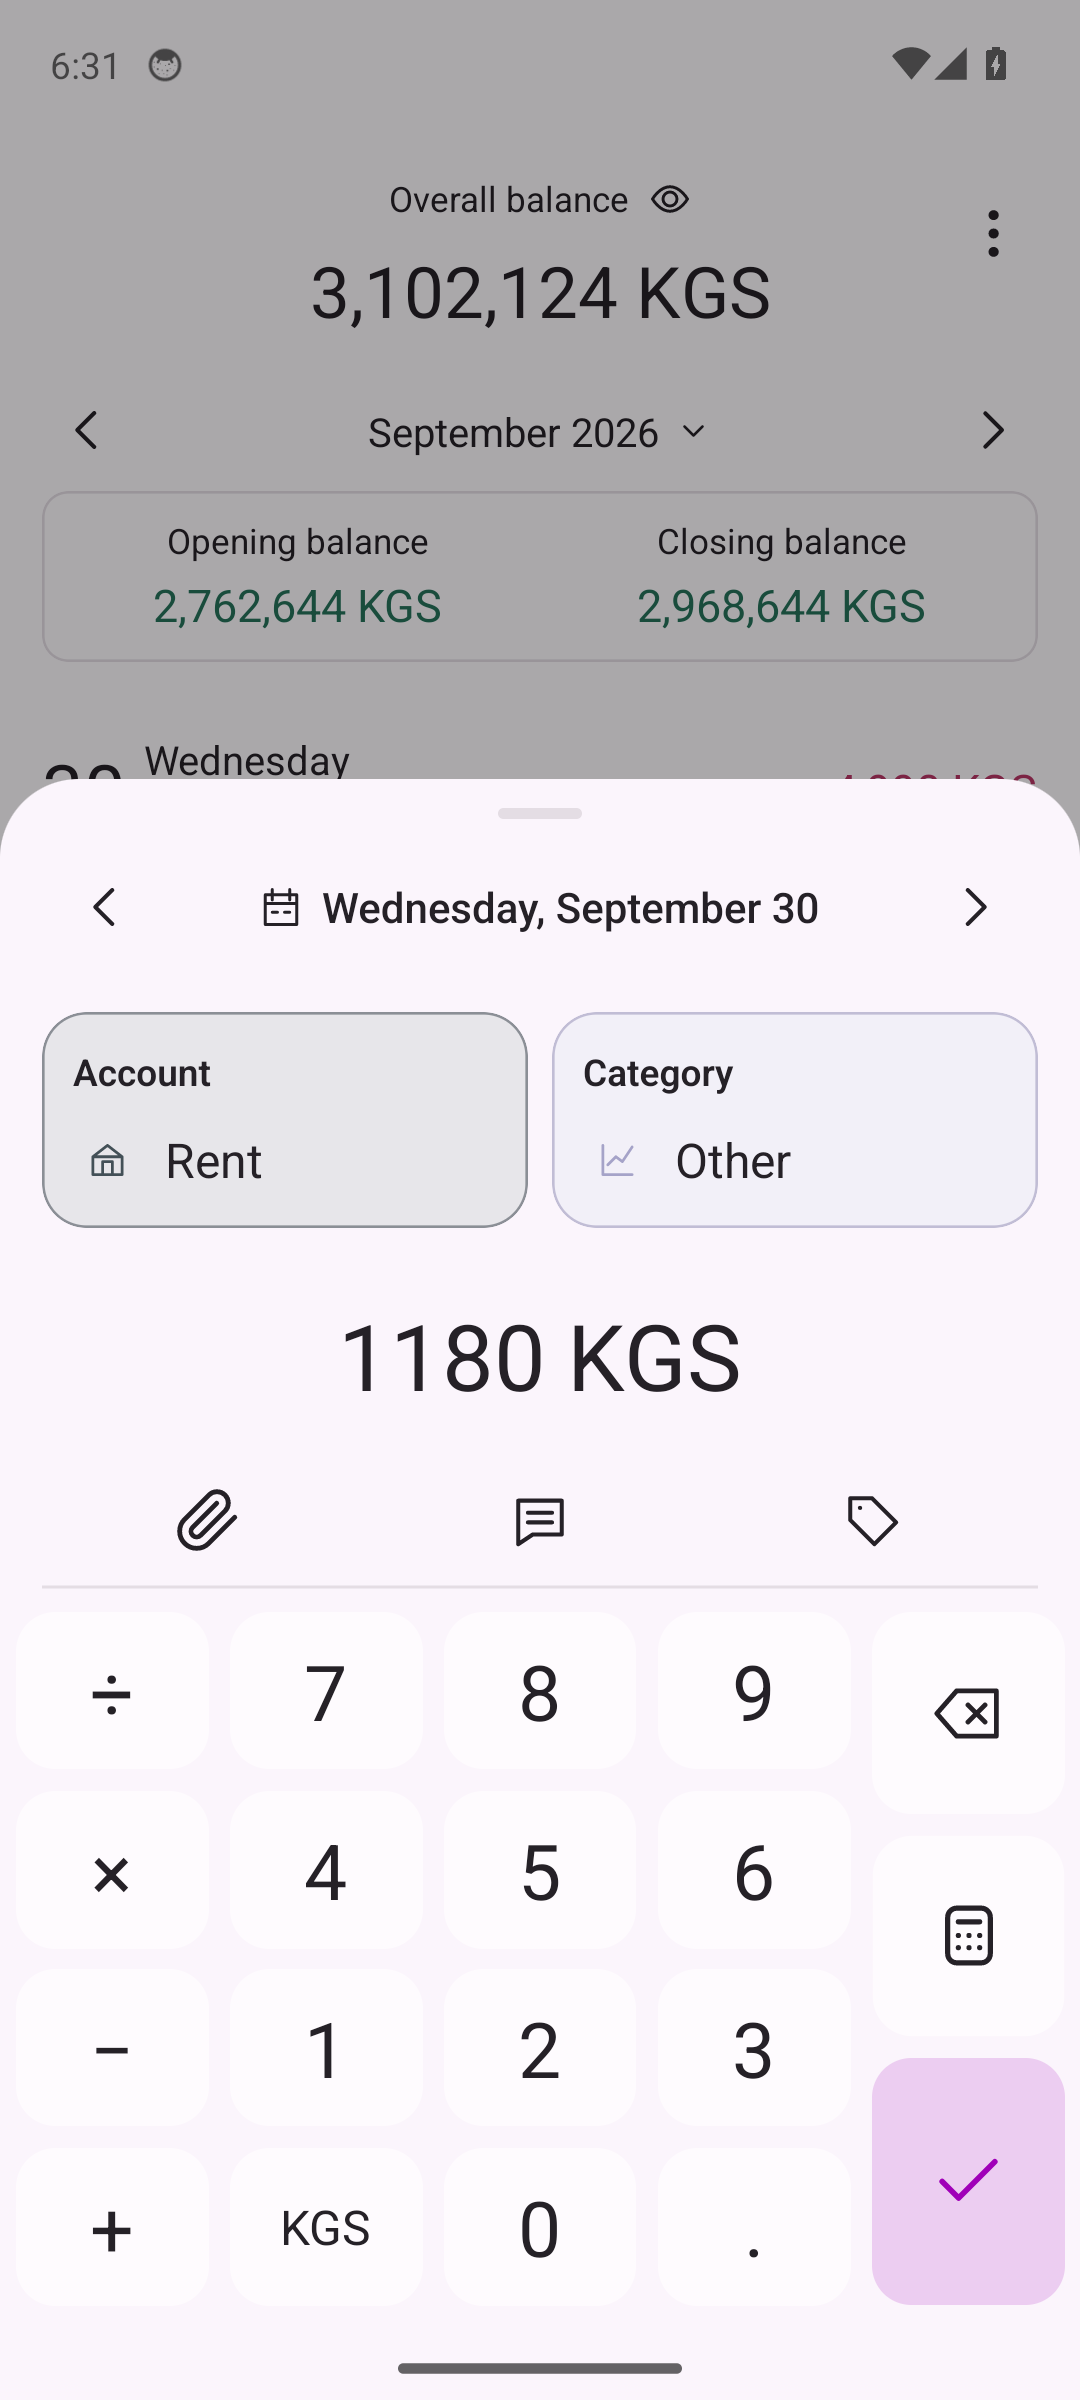 6:31
Overall balance
3,102,124 KGS
September 2026
Opening balance
Closing balance
2,762,644 KGS
2,968,644 KGS
Wednesday
Wednesday, September 30
Account
Category
Rent
Other
1180 KGS
÷ 7 8 9
× 4 5 6
− 1 2 3
+ KGS 0 .